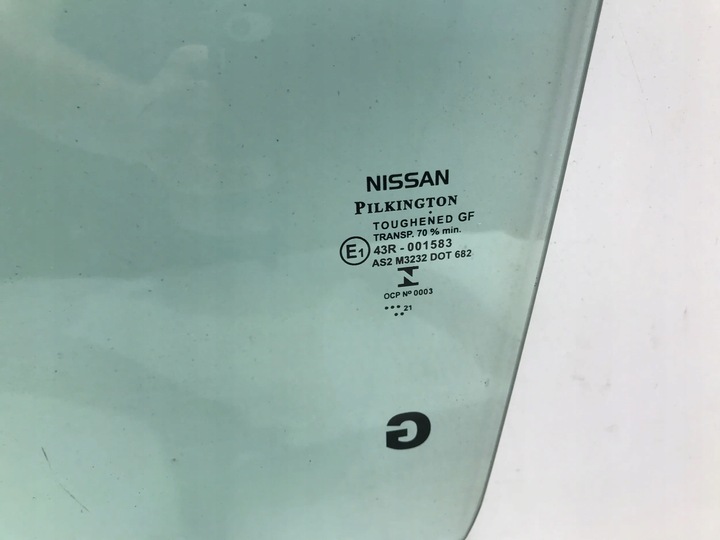 NISSAN
PILKINGTON
TOUGHENED GF
TRANSP. 70 % min.
E1 43R - 001583
AS2 M3232 DOT 682
OCP Nº 0003
21
G